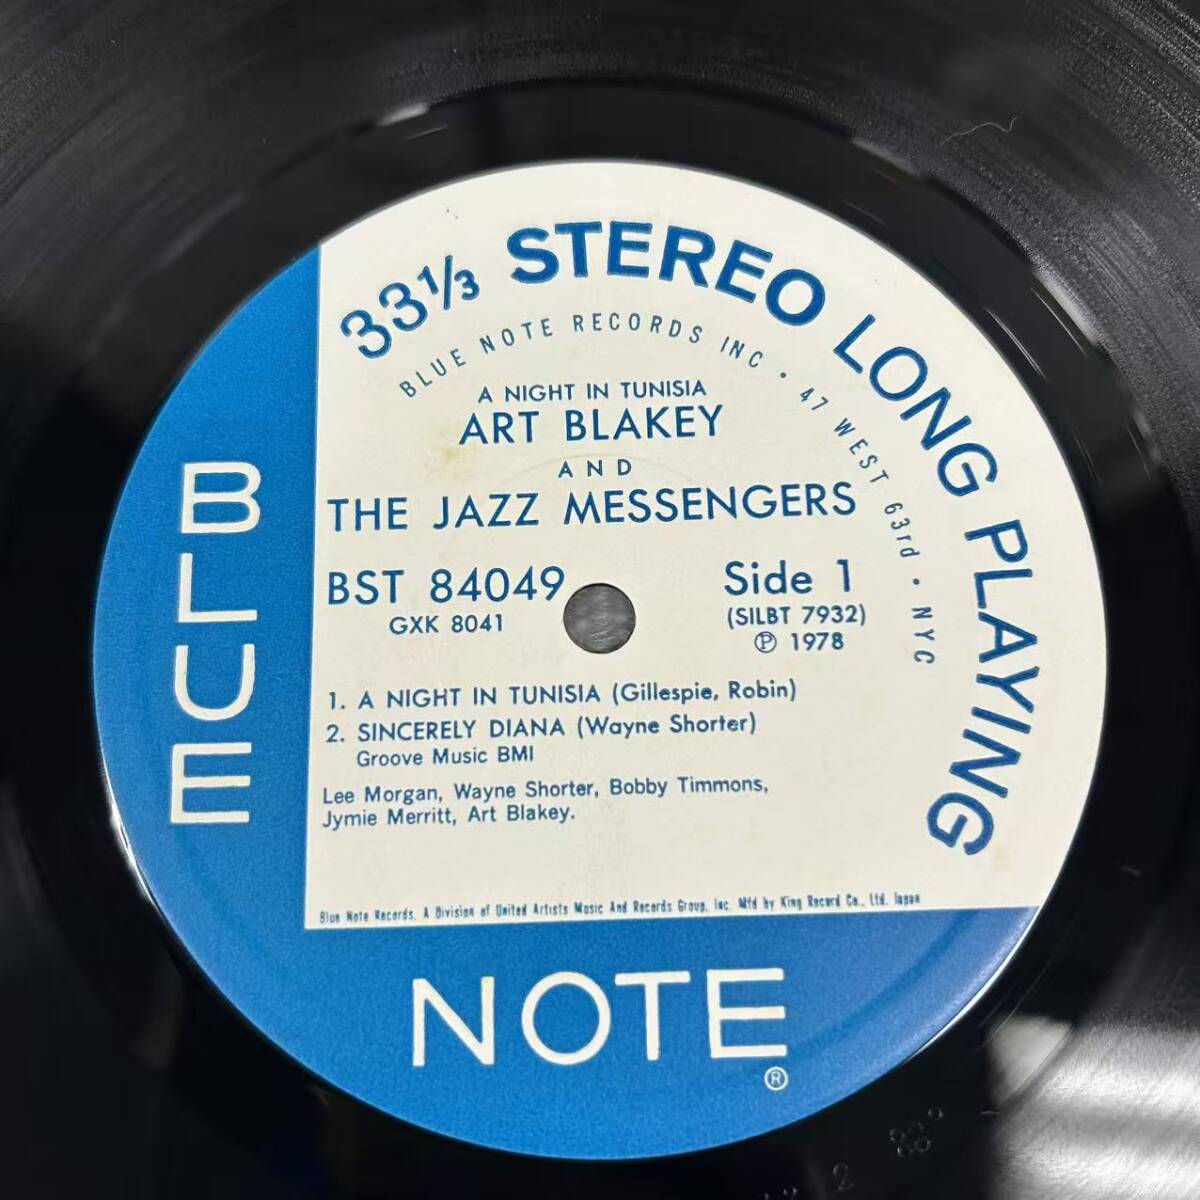 33 1/3 STEREO LONG PLAYING
BLUE NOTE RECORDS INC · 47 WEST 63rd · NYC
A NIGHT IN TUNISIA
ART BLAKEY
AND
THE JAZZ MESSENGERS
BST 84049
GXK 8041
Side 1
(SILBT 7932)
Ⓟ 1978
1. A NIGHT IN TUNISIA (Gillespie, Robin)
2. SINCERELY DIANA (Wayne Shorter)
Groove Music BMI
Lee Morgan, Wayne Shorter, Bobby Timmons,
Jymie Merritt, Art Blakey.
Blue Note Records. A Division of United Artists Music And Records Group, Inc. Mfd by King Record Co., Ltd. Japan
BLUE
NOTE
®